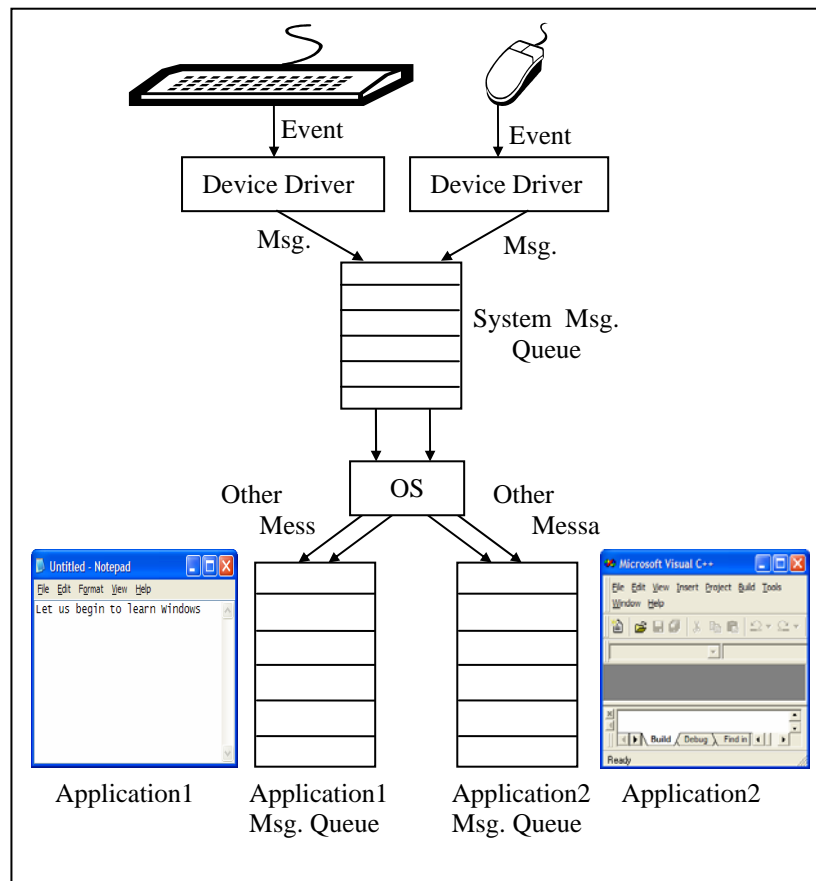 Event
Event
Device Driver
Device Driver
Msg.
Msg.
System Msg.
Queue
OS
Other
Mess
Other
Messa
Untitled - Notepad
File Edit Format View Help
Let us begin to learn Windows
Microsoft Visual C++
File Edit View Insert Project Build Tools
Window Help
Build Debug Find in
Ready
Application1
Application1
Msg. Queue
Application2
Msg. Queue
Application2